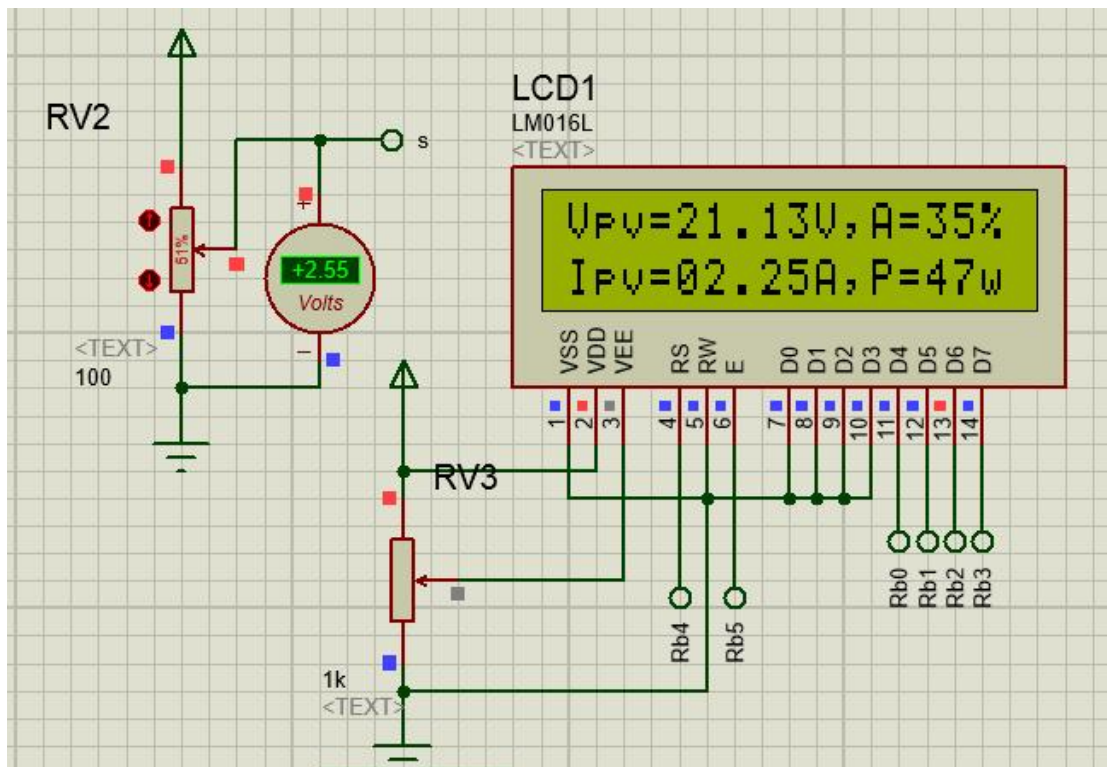 RV2
51%
<TEXT>
100
s
+
+2.55
Volts
−
LCD1
LM016L
<TEXT>
Vpv=21.13V,A=35%
Ipv=02.25A,P=47w
VSS
VDD
VEE
RS
RW
E
D0
D1
D2
D3
D4
D5
D6
D7
1
2
3
4
5
6
7
8
9
10
11
12
13
14
RV3
1k
<TEXT>
Rb4
Rb5
Rb0
Rb1
Rb2
Rb3